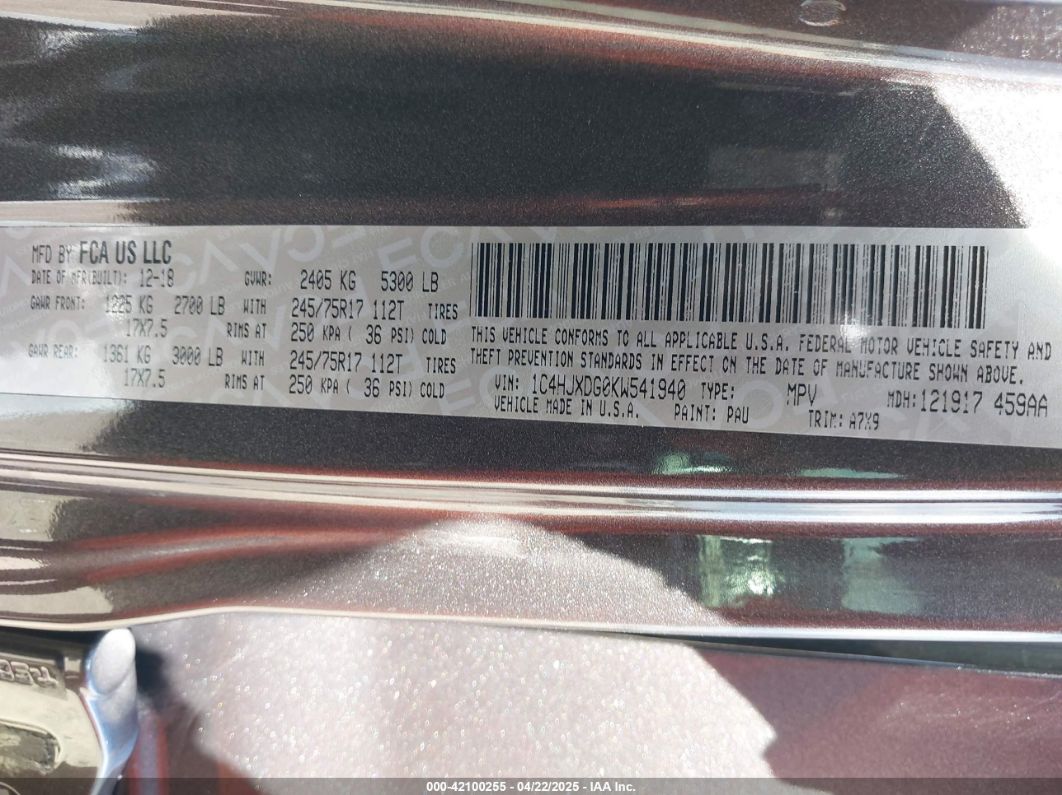 MFD BY FCA US LLC
DATE OF MFR(BUILT): 12-18 GVWR: 2405 KG 5300 LB
GAWR FRONT: 1225 KG 2700 LB WITH 245/75R17 112T TIRES
17X7.5 RIMS AT 250 KPA ( 36 PSI) COLD
GAWR REAR: 1361 KG 3000 LB WITH 245/75R17 112T TIRES
17X7.5 RIMS AT 250 KPA ( 36 PSI) COLD
THIS VEHICLE CONFORMS TO ALL APPLICABLE U.S.A. FEDERAL MOTOR VEHICLE SAFETY AND
THEFT PREVENTION STANDARDS IN EFFECT ON THE DATE OF MANUFACTURE SHOWN ABOVE.
VIN: 1C4HJXDG0KW541940 TYPE: MPV MDH: 121917 459AA
VEHICLE MADE IN U.S.A. PAINT: PAU TRIM: A7X9
000-42100255 - 04/22/2025 - IAA Inc.